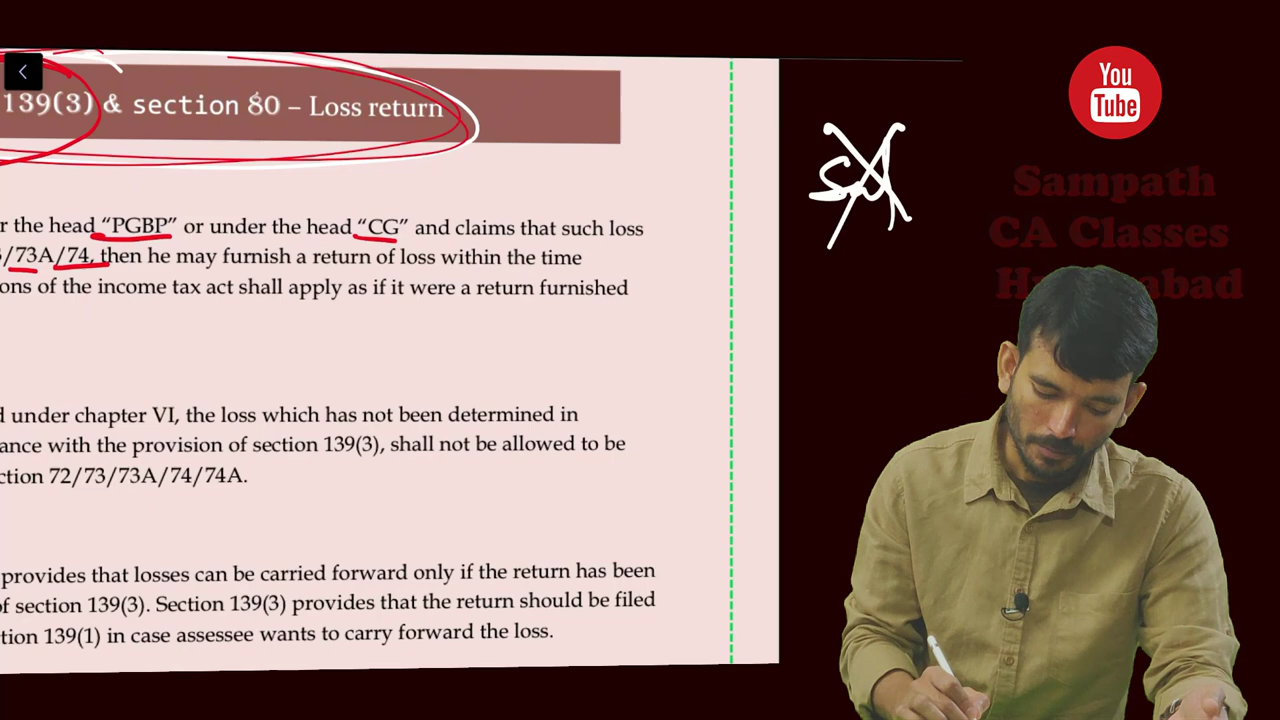 139(3) & section 80 – Loss return
r the head “PGBP” or under the head “CG” and claims that such loss
/73A/74, then he may furnish a return of loss within the time
ons of the income tax act shall apply as if it were a return furnished
d under chapter VI, the loss which has not been determined in
ance with the provision of section 139(3), shall not be allowed to be
ction 72/73/73A/74/74A.
provides that losses can be carried forward only if the return has been
of section 139(3). Section 139(3) provides that the return should be filed
tion 139(1) in case assessee wants to carry forward the loss.
You
Tube
Sampath
CA Classes